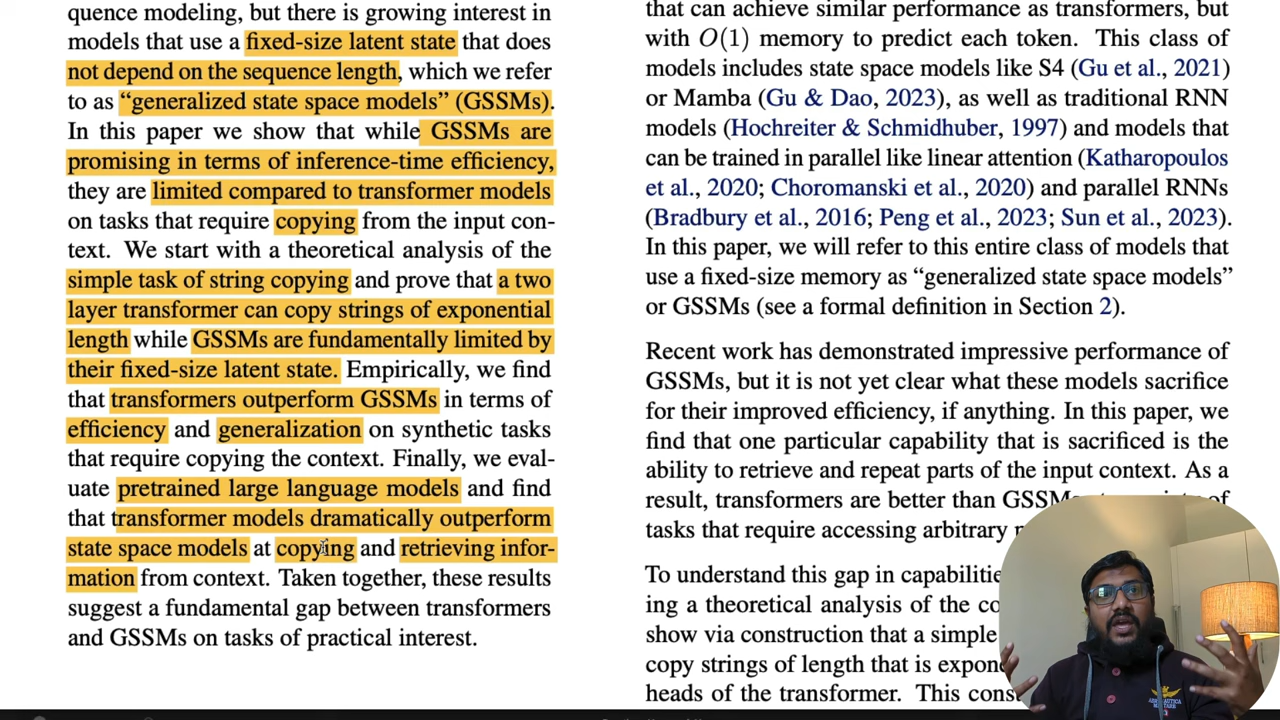 quence modeling, but there is growing interest in
models that use a fixed-size latent state that does
not depend on the sequence length, which we refer
to as “generalized state space models” (GSSMs).
In this paper we show that while GSSMs are
promising in terms of inference-time efficiency,
they are limited compared to transformer models
on tasks that require copying from the input con-
text. We start with a theoretical analysis of the
simple task of string copying and prove that a two
layer transformer can copy strings of exponential
length while GSSMs are fundamentally limited by
their fixed-size latent state. Empirically, we find
that transformers outperform GSSMs in terms of
efficiency and generalization on synthetic tasks
that require copying the context. Finally, we eval-
uate pretrained large language models and find
that transformer models dramatically outperform
state space models at copying and retrieving infor-
mation from context. Taken together, these results
suggest a fundamental gap between transformers
and GSSMs on tasks of practical interest.
that can achieve similar performance as transformers, but
with O(1) memory to predict each token. This class of
models includes state space models like S4 (Gu et al., 2021)
or Mamba (Gu & Dao, 2023), as well as traditional RNN
models (Hochreiter & Schmidhuber, 1997) and models that
can be trained in parallel like linear attention (Katharopoulos
et al., 2020; Choromanski et al., 2020) and parallel RNNs
(Bradbury et al., 2016; Peng et al., 2023; Sun et al., 2023).
In this paper, we will refer to this entire class of models that
use a fixed-size memory as “generalized state space models”
or GSSMs (see a formal definition in Section 2).
Recent work has demonstrated impressive performance of
GSSMs, but it is not yet clear what these models sacrifice
for their improved efficiency, if anything. In this paper, we
find that one particular capability that is sacrificed is the
ability to retrieve and repeat parts of the input context. As a
result, transformers are better than GSSMs of
tasks that require accessing arbitrary
To understand this gap in capabilitie
ing a theoretical analysis of the co
show via construction that a simple
copy strings of length that is expon
heads of the transformer. This cons